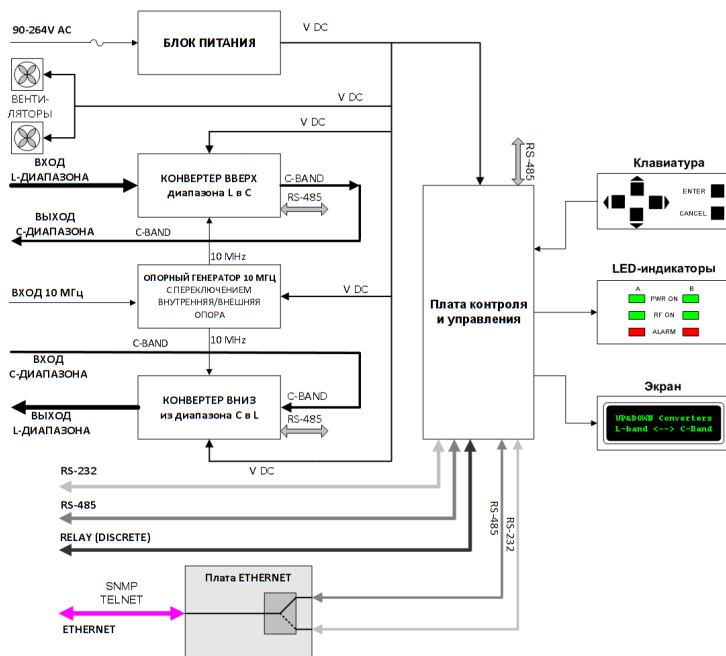 90-264V AC
БЛОК ПИТАНИЯ
V DC
ВЕНТИ-
ЛЯТОРЫ
V DC
V DC
ВХОД
L-ДИАПАЗОНА
КОНВЕРТЕР ВВЕРХ
диапазона L в C
C-BAND
RS-485
RS-485
Клавиатура
ENTER
CANCEL
ВЫХОД
C-ДИАПАЗОНА
C-BAND
10 MHz
ВХОД 10 МГц
ОПОРНЫЙ ГЕНЕРАТОР 10 МГЦ
С ПЕРЕКЛЮЧЕНИЕМ
ВНУТРЕННЯЯ/ВНЕШНЯЯ
ОПОРА
V DC
Плата контроля
и управления
LED-индикаторы
A B
PWR ON
RF ON
ALARM
10 MHz
C-BAND
ВХОД
C-ДИАПАЗОНА
КОНВЕРТЕР ВНИЗ
из диапазона C в L
C-BAND
RS-485
ВЫХОД
L-ДИАПАЗОНА
V DC
Экран
UP&DOWN Converters
L-band <--> C-Band
RS-232
RS-485
RELAY (DISCRETE)
RS-485
RS-232
Плата ETHERNET
SNMP
TELNET
ETHERNET